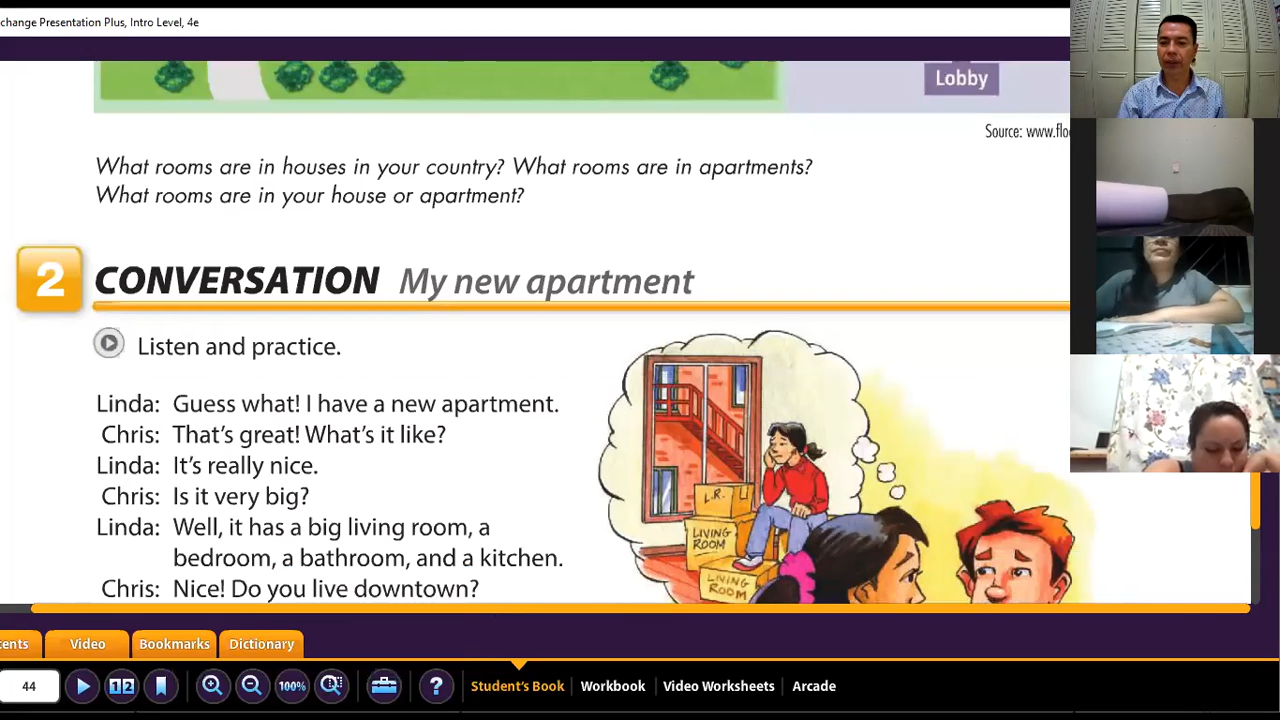 change Presentation Plus, Intro Level, 4e
Lobby
Source: www.flo
What rooms are in houses in your country? What rooms are in apartments?
What rooms are in your house or apartment?
2 CONVERSATION My new apartment
Listen and practice.
Linda: Guess what! I have a new apartment.
Chris: That's great! What's it like?
Linda: It's really nice.
Chris: Is it very big?
Linda: Well, it has a big living room, a
bedroom, a bathroom, and a kitchen.
Chris: Nice! Do you live downtown?
L.R.
LIVING
ROOM
LIVING
ROOM
ents Video Bookmarks Dictionary
44 12 100% ? Student's Book Workbook Video Worksheets Arcade